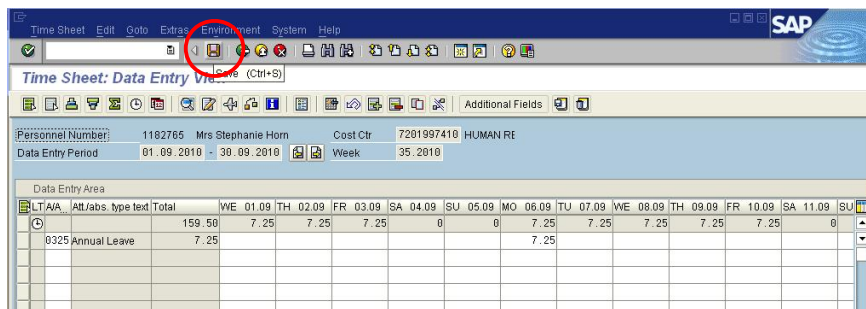 Time Sheet Edit Goto Extras Environment System Help
SAP
Save (Ctrl+S)
Time Sheet: Data Entry View
Additional Fields
Personnel Number 1182765 Mrs Stephanie Horn Cost Ctr 7201997410 HUMAN RE
Data Entry Period 01.09.2010 - 30.09.2010 Week 35.2010
Data Entry Area
LT A/A Att./abs. type text Total WE 01.09 TH 02.09 FR 03.09 SA 04.09 SU 05.09 MO 06.09 TU 07.09 WE 08.09 TH 09.09 FR 10.09 SA 11.09 SU
159.50 7.25 7.25 7.25 0 0 7.25 7.25 7.25 7.25 7.25 0
0325 Annual Leave 7.25 7.25